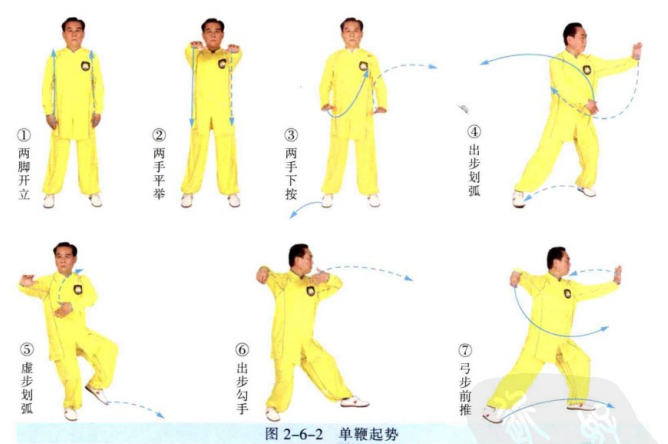 ① 两脚开立
② 两手平举
③ 两手下按
④ 出步划弧
⑤ 虚步划弧
⑥ 出步勾手
⑦ 弓步前推
图 2-6-2 单鞭起势